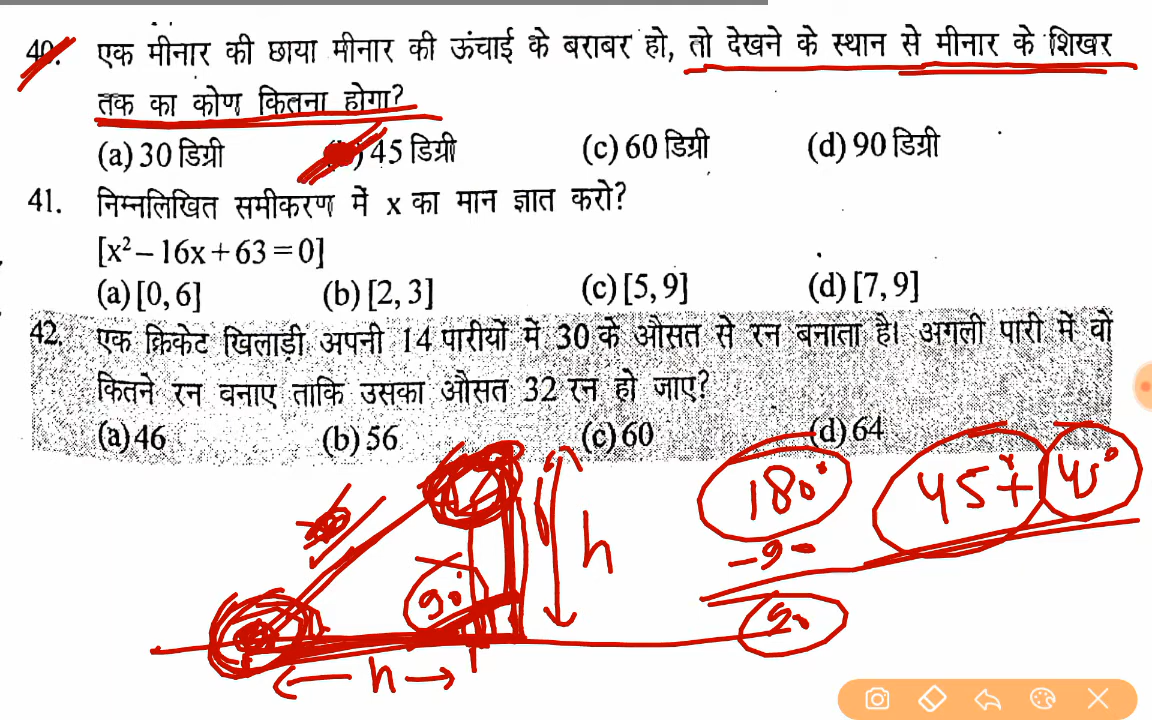 40. एक मीनार की छाया मीनार की ऊंचाई के बराबर हो, तो देखने के स्थान से मीनार के शिखर
तक का कोण कितना होगा?
(a) 30 डिग्री (b) 45 डिग्री (c) 60 डिग्री (d) 90 डिग्री
41. निम्नलिखित समीकरण में x का मान ज्ञात करो?
[x² – 16x + 63 = 0]
(a) [0, 6] (b) [2, 3] (c) [5, 9] (d) [7, 9]
42. एक क्रिकेट खिलाड़ी अपनी 14 पारीयों में 30 के औसत से रन बनाता है। अगली पारी में वो
कितने रन वनाए ताकि उसका औसत 32 रन हो जाए?
(a) 46 (b) 56 (c) 60 (d) 64
180° 45° + 45°
h
– 90
90°
90
h